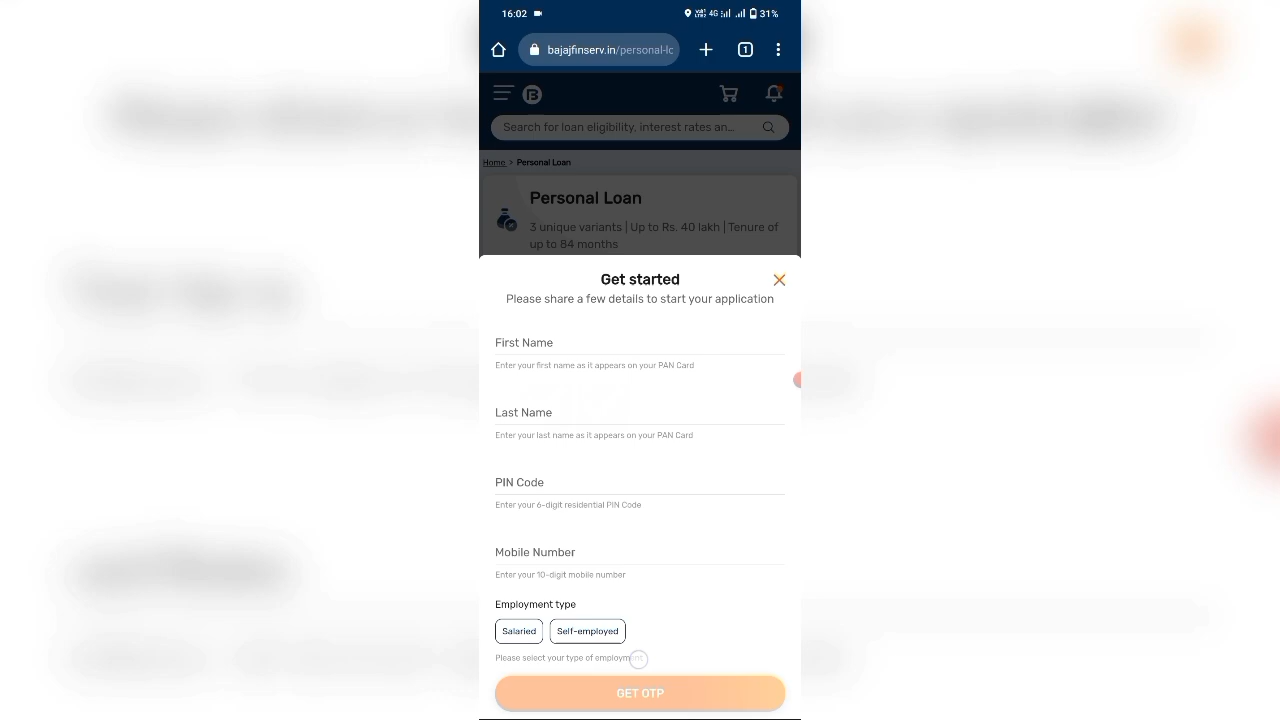 16:02 4G 31%
bajajfinserv.in/personal-lc
1
Search for loan eligibility, interest rates an...
Home > Personal Loan
Personal Loan
3 unique variants | Up to Rs. 40 lakh | Tenure of
up to 84 months
Get started
Please share a few details to start your application
First Name
Enter your first name as it appears on your PAN Card
Last Name
Enter your last name as it appears on your PAN Card
PIN Code
Enter your 6-digit residential PIN Code
Mobile Number
Enter your 10-digit mobile number
Employment type
Salaried Self-employed
Please select your type of employment
GET OTP